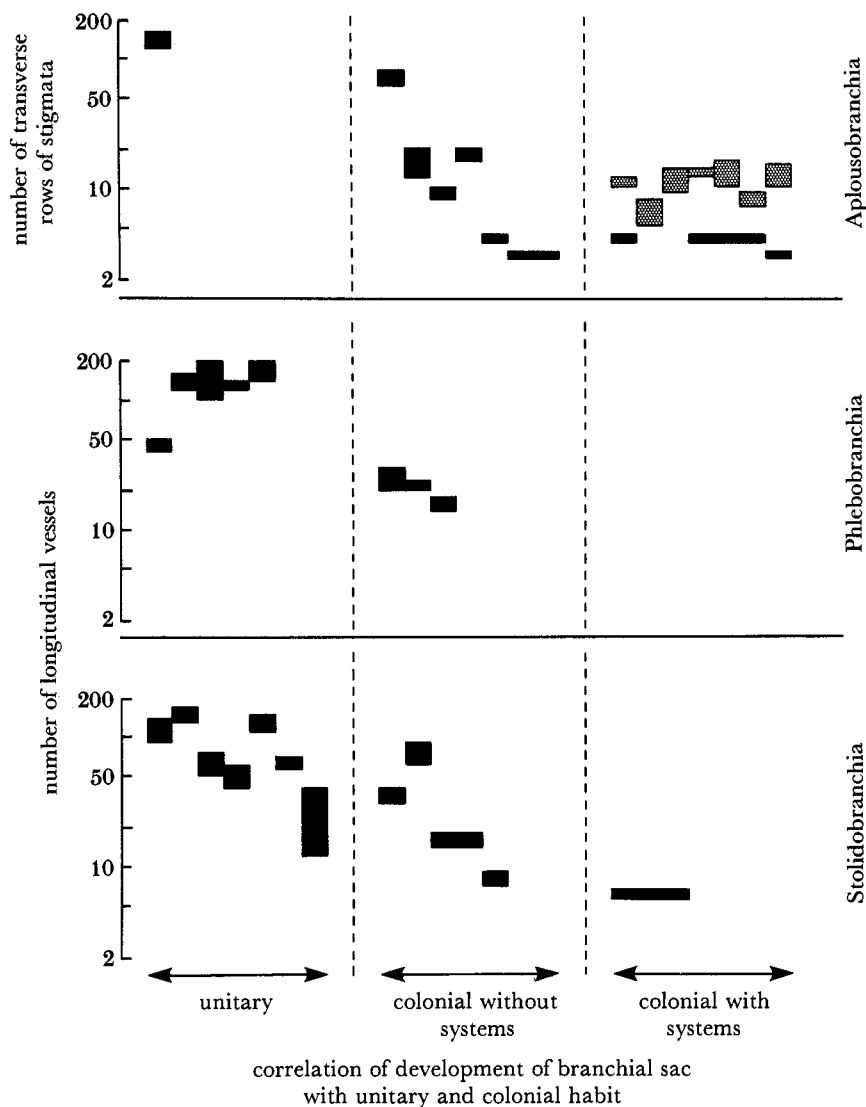 number of transverse
rows of stigmata
200
50
10
2
Aplousobranchia
number of longitudinal vessels
200
50
10
2
Phlebobranchia
200
50
10
2
Stolidobranchia
unitary
colonial without
systems
colonial with
systems
correlation of development of branchial sac
with unitary and colonial habit